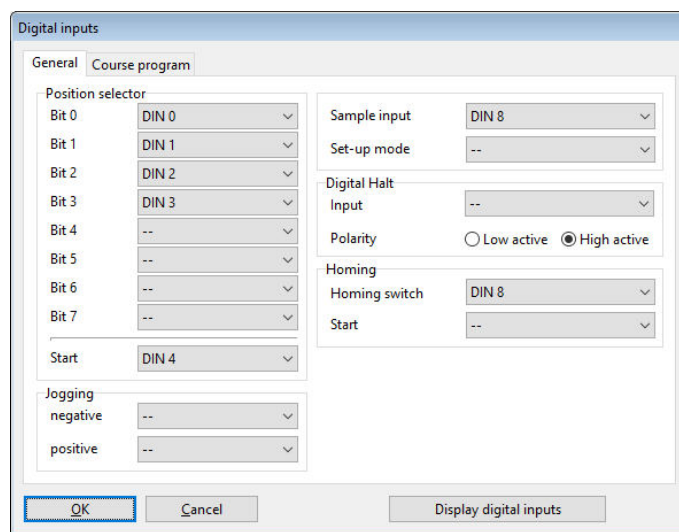 Digital inputs
General Course program
Position selector
Bit 0 DIN 0
Bit 1 DIN 1
Bit 2 DIN 2
Bit 3 DIN 3
Bit 4 --
Bit 5 --
Bit 6 --
Bit 7 --
Start DIN 4
Jogging
negative --
positive --
Sample input DIN 8
Set-up mode --
Digital Halt
Input --
Polarity Low active High active
Homing
Homing switch DIN 8
Start --
OK Cancel Display digital inputs